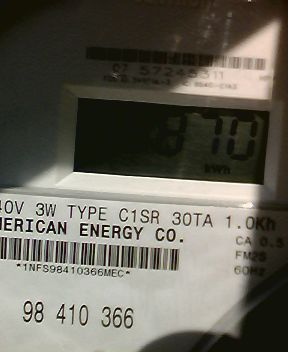 07 57245311
870
kWh
40V 3W TYPE C1SR 30TA 1.0Kh
MERICAN ENERGY CO.
CA 0.5
*1NFS98410366MEC*
FM2S
60Hz
98 410 366